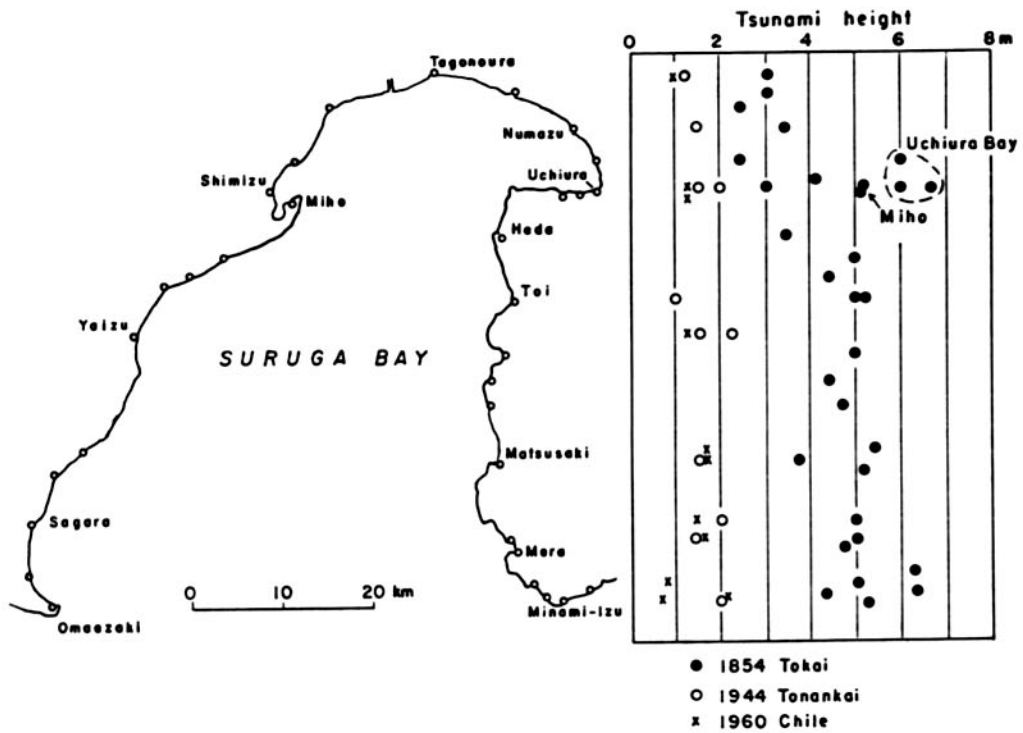 Tsunami height
0 2 4 6 8 m
Tagonoura
Numazu
Uchiura
Shimizu
Miho
Heda
Toi
Yaizu
SURUGA BAY
Matsusaki
Sagara
Mera
0 10 20 km
Minami-Izu
Omaezaki
Uchiura Bay
Miho
● 1854 Tokai
○ 1944 Tonankai
x 1960 Chile